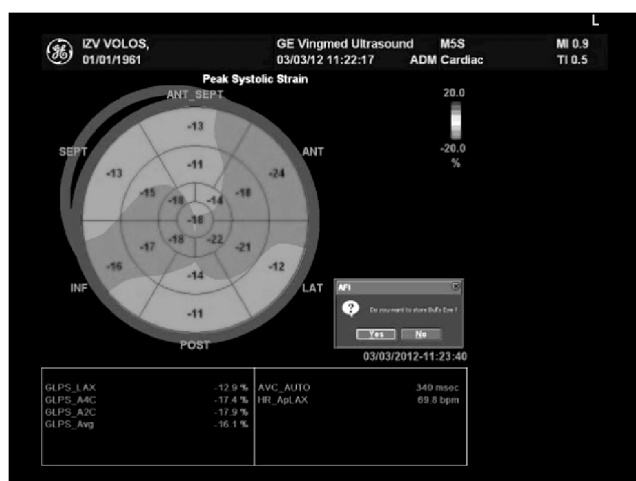 L
IZV VOLOS, GE Vingmed Ultrasound M5S MI 0.9
01/01/1961 03/03/12 11:22:17 ADM Cardiac TI 0.5
Peak Systolic Strain
ANT_SEPT
20.0
-13
SEPT ANT
-20.0
%
-11
-13 -24
-15 -18 -14 -18
-18
-17 -18 -22 -21
-16 -12
-14
INF LAT
AFI
-11
Do you want to store Bull's Eye ?
Yes No
POST
03/03/2012-11:23:40
GLPS_LAX -12.9 % AVC_AUTO 340 msec
GLPS_A4C -17.4 % HR_ApLAX 69.8 bpm
GLPS_A2C -17.9 %
GLPS_Avg -16.1 %